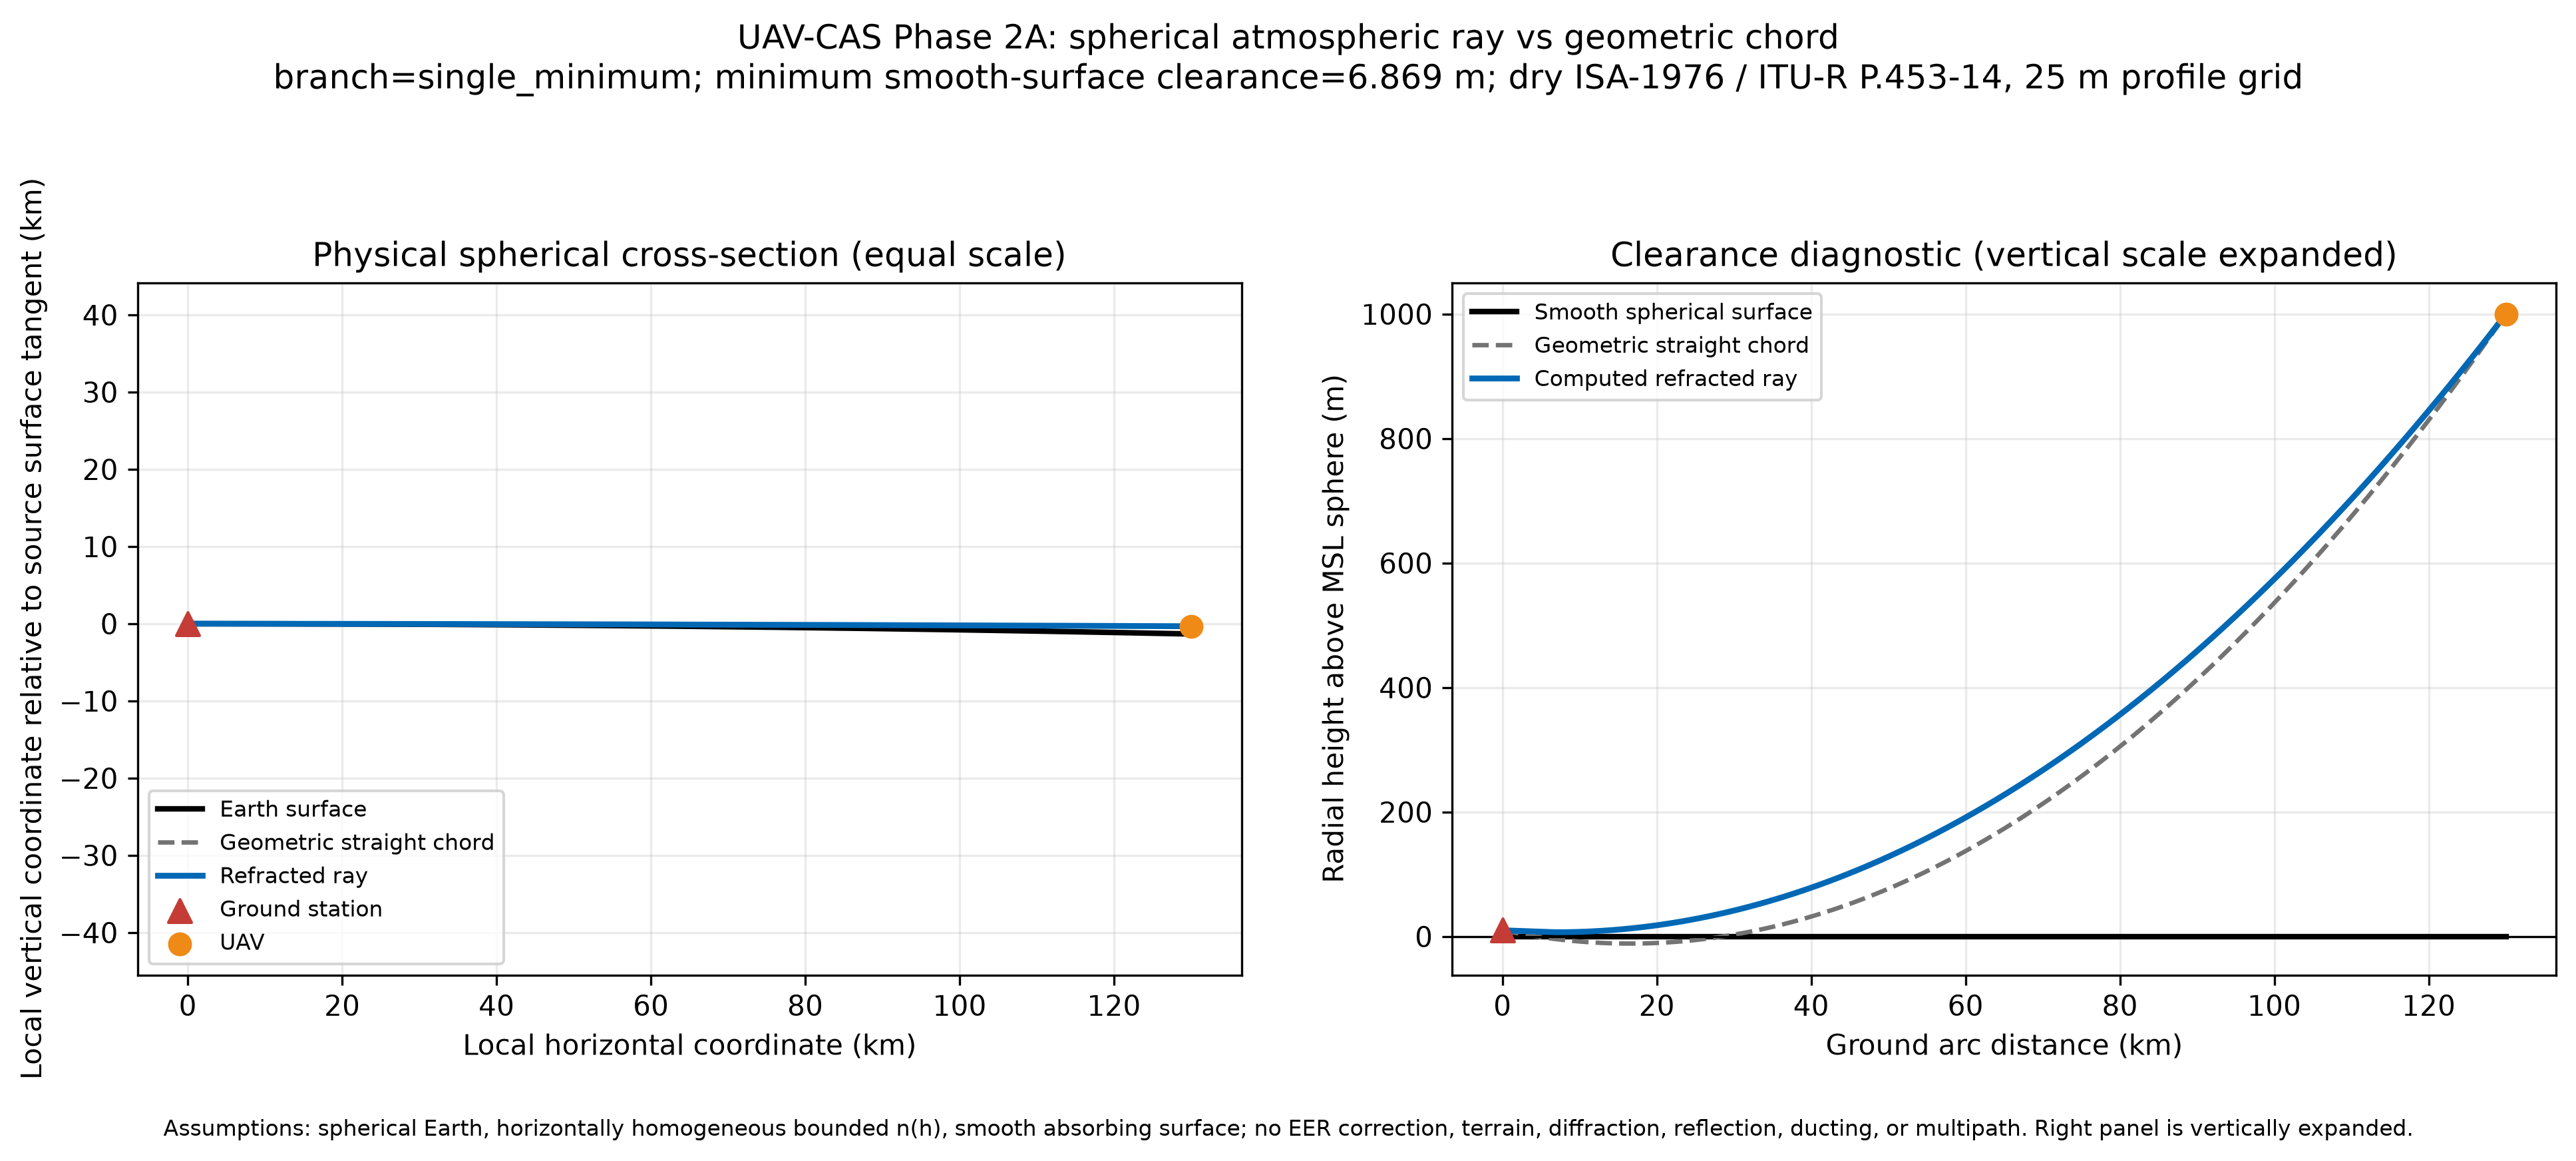 UAV-CAS Phase 2A: spherical atmospheric ray vs geometric chord
branch=single_minimum; minimum smooth-surface clearance=6.869 m; dry ISA-1976 / ITU-R P.453-14, 25 m profile grid
Physical spherical cross-section (equal scale)
Local vertical coordinate relative to source surface tangent (km)
40
30
20
10
0
−10
−20
−30
−40
Earth surface
Geometric straight chord
Refracted ray
Ground station
UAV
0 20 40 60 80 100 120
Local horizontal coordinate (km)
Clearance diagnostic (vertical scale expanded)
Radial height above MSL sphere (m)
1000
800
600
400
200
0
Smooth spherical surface
Geometric straight chord
Computed refracted ray
0 20 40 60 80 100 120
Ground arc distance (km)
Assumptions: spherical Earth, horizontally homogeneous bounded n(h), smooth absorbing surface; no EER correction, terrain, diffraction, reflection, ducting, or multipath. Right panel is vertically expanded.